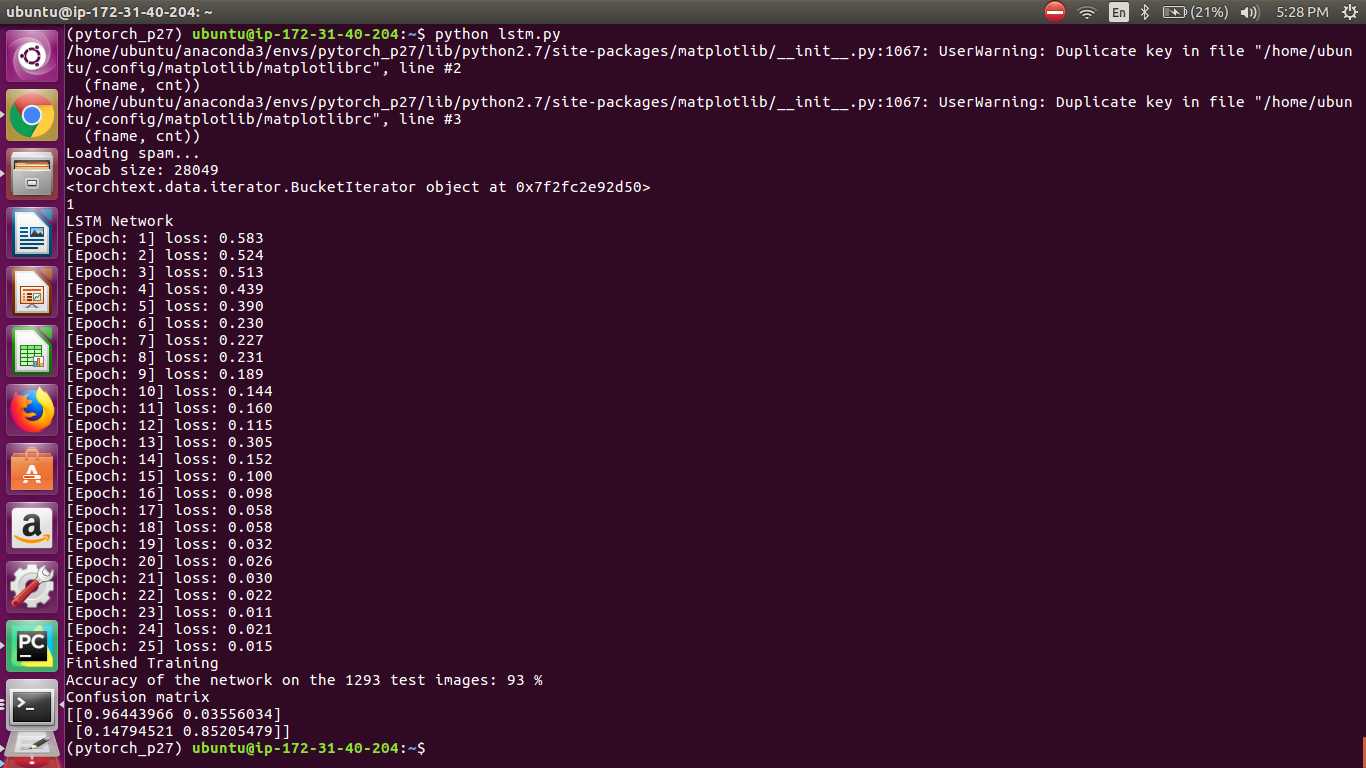 ubuntu@ip-172-31-40-204: ~
En
(21%)
5:28 PM
(pytorch_p27) ubuntu@ip-172-31-40-204:~$ python lstm.py
/home/ubuntu/anaconda3/envs/pytorch_p27/lib/python2.7/site-packages/matplotlib/__init__.py:1067: UserWarning: Duplicate key in file "/home/ubun
tu/.config/matplotlib/matplotlibrc", line #2
  (fname, cnt))
/home/ubuntu/anaconda3/envs/pytorch_p27/lib/python2.7/site-packages/matplotlib/__init__.py:1067: UserWarning: Duplicate key in file "/home/ubun
tu/.config/matplotlib/matplotlibrc", line #3
  (fname, cnt))
Loading spam...
vocab size: 28049
<torchtext.data.iterator.BucketIterator object at 0x7f2fc2e92d50>
1
LSTM Network
[Epoch: 1] loss: 0.583
[Epoch: 2] loss: 0.524
[Epoch: 3] loss: 0.513
[Epoch: 4] loss: 0.439
[Epoch: 5] loss: 0.390
[Epoch: 6] loss: 0.230
[Epoch: 7] loss: 0.227
[Epoch: 8] loss: 0.231
[Epoch: 9] loss: 0.189
[Epoch: 10] loss: 0.144
[Epoch: 11] loss: 0.160
[Epoch: 12] loss: 0.115
[Epoch: 13] loss: 0.305
[Epoch: 14] loss: 0.152
[Epoch: 15] loss: 0.100
[Epoch: 16] loss: 0.098
[Epoch: 17] loss: 0.058
[Epoch: 18] loss: 0.058
[Epoch: 19] loss: 0.032
[Epoch: 20] loss: 0.026
[Epoch: 21] loss: 0.030
[Epoch: 22] loss: 0.022
[Epoch: 23] loss: 0.011
[Epoch: 24] loss: 0.021
[Epoch: 25] loss: 0.015
Finished Training
Accuracy of the network on the 1293 test images: 93 %
Confusion matrix
[[0.96443966 0.03556034]
 [0.14794521 0.85205479]]
(pytorch_p27) ubuntu@ip-172-31-40-204:~$
A
a
PC
>_